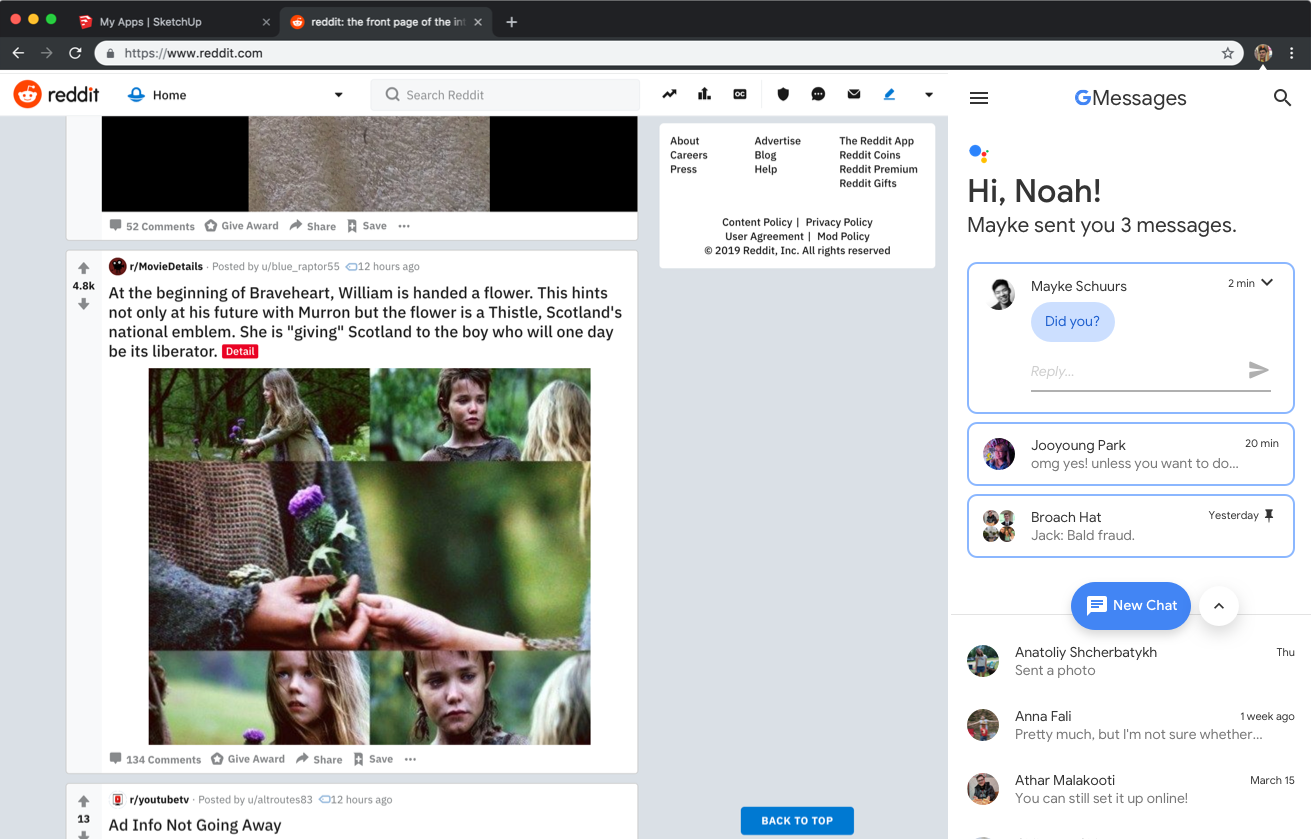 My Apps | SketchUp
reddit: the front page of the int
https://www.reddit.com
reddit
Home
Search Reddit
52 Comments Give Award Share Save
4.8k
r/MovieDetails · Posted by u/blue_raptor55 12 hours ago
At the beginning of Braveheart, William is handed a flower. This hints
not only at his future with Murron but the flower is a Thistle, Scotland's
national emblem. She is "giving" Scotland to the boy who will one day
be its liberator. Detail
134 Comments Give Award Share Save
13
r/youtubetv · Posted by u/altroutes83 12 hours ago
Ad Info Not Going Away
About Advertise The Reddit App
Careers Blog Reddit Coins
Press Help Reddit Premium
Reddit Gifts
Content Policy | Privacy Policy
User Agreement | Mod Policy
© 2019 Reddit, Inc. All rights reserved
BACK TO TOP
GMessages
Hi, Noah!
Mayke sent you 3 messages.
Mayke Schuurs 2 min
Did you?
Reply...
Jooyoung Park 20 min
omg yes! unless you want to do...
Broach Hat Yesterday
Jack: Bald fraud.
New Chat
Anatoliy Shcherbatykh Thu
Sent a photo
Anna Fali 1 week ago
Pretty much, but I'm not sure whether...
Athar Malakooti March 15
You can still set it up online!